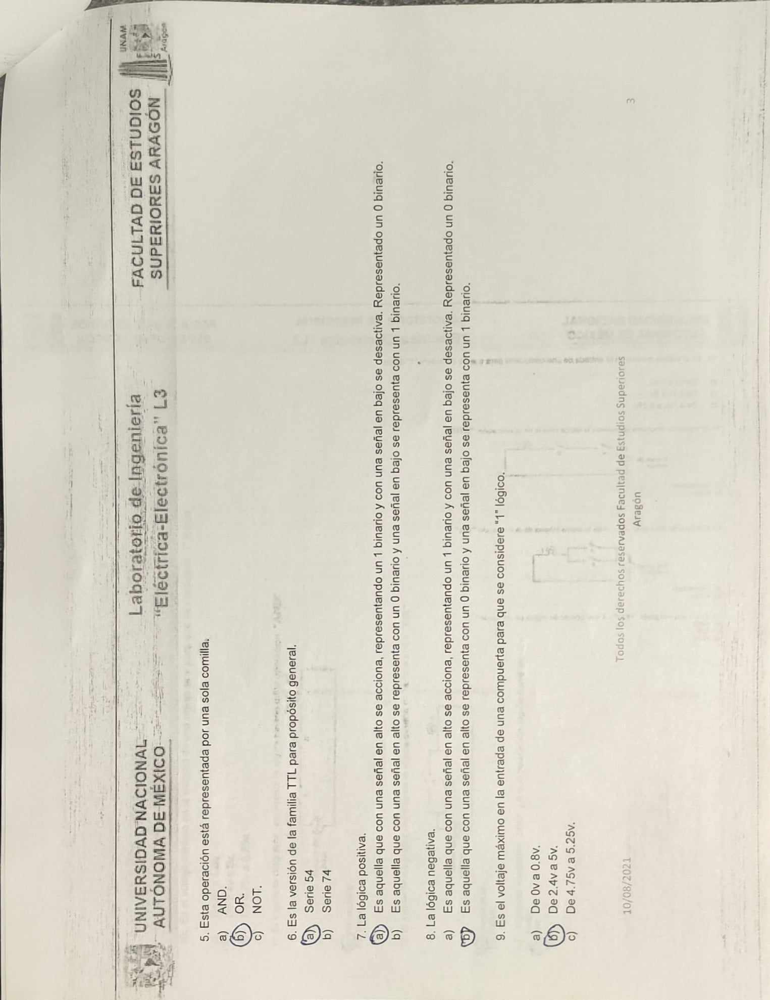 UNIVERSIDAD NACIONAL
AUTÓNOMA DE MÉXICO
Laboratorio de Ingeniería
"Eléctrica-Electrónica" L3
FACULTAD DE ESTUDIOS
SUPERIORES ARAGÓN
UNAM
F
E
S
Aragón
5. Esta operación está representada por una sola comilla.
a) AND.
b) OR.
c) NOT.
6. Es la versión de la familia TTL para propósito general.
a) Serie 54
b) Serie 74
7. La lógica positiva.
a) Es aquella que con una señal en alto se acciona, representando un 1 binario y con una señal en bajo se desactiva. Representado un 0 binario.
b) Es aquella que con una señal en alto se representa con un 0 binario y una señal en bajo se representa con un 1 binario.
8. La lógica negativa.
a) Es aquella que con una señal en alto se acciona, representando un 1 binario y con una señal en bajo se desactiva. Representado un 0 binario.
b) Es aquella que con una señal en alto se representa con un 0 binario y una señal en bajo se representa con un 1 binario.
9. Es el voltaje máximo en la entrada de una compuerta para que se considere "1" lógico.
a) De 0v a 0.8v.
b) De 2.4v a 5v.
c) De 4.75v a 5.25v.
10/08/2021
Todos los derechos reservados Facultad de Estudios Superiores
Aragón
3